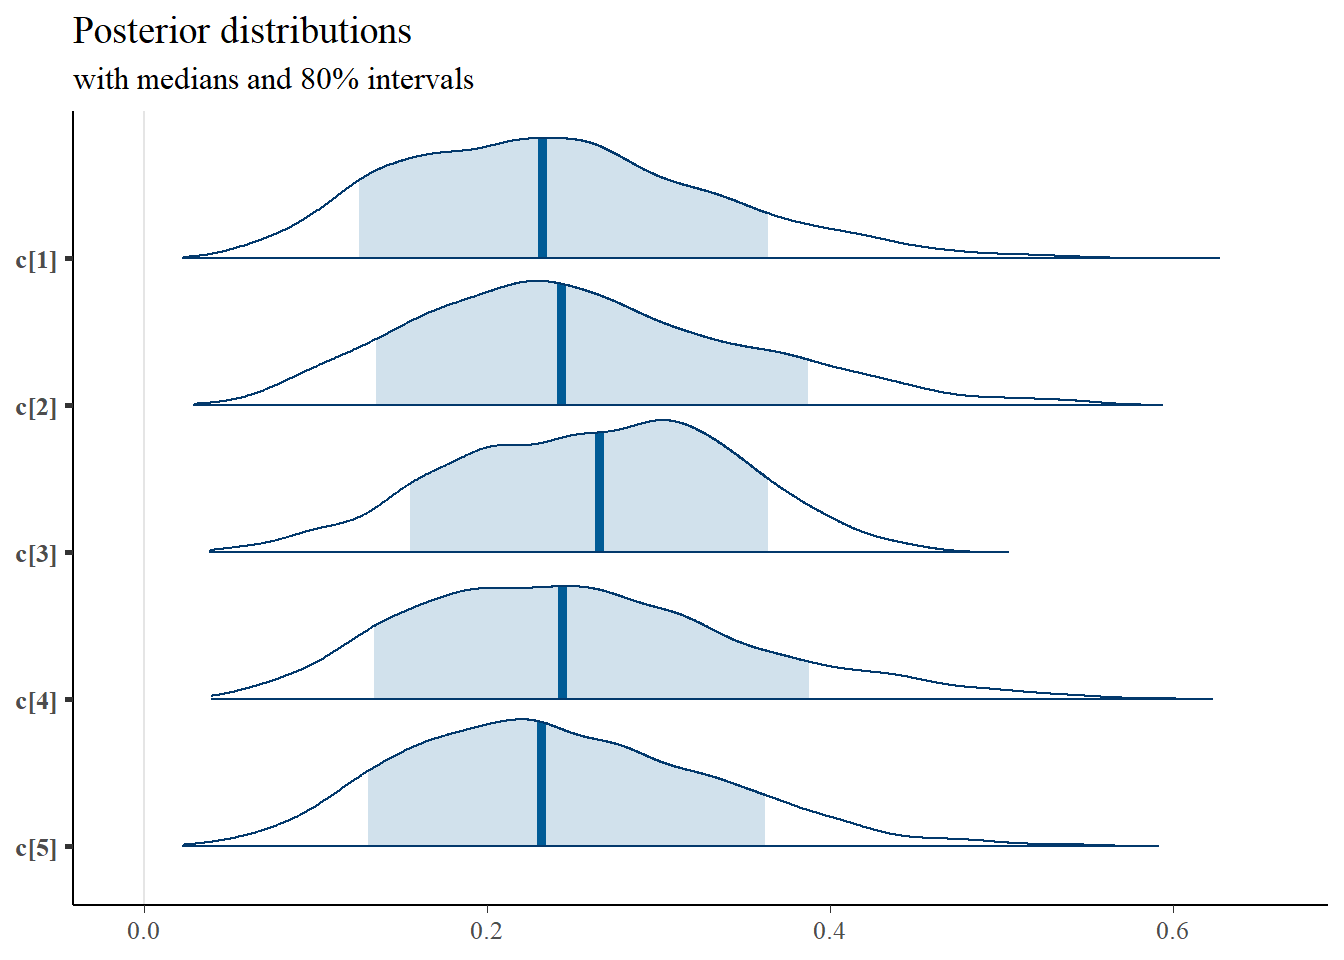 Posterior distributions
with medians and 80% intervals
c[1]
c[2]
c[3]
c[4]
c[5]
0.0 0.2 0.4 0.6